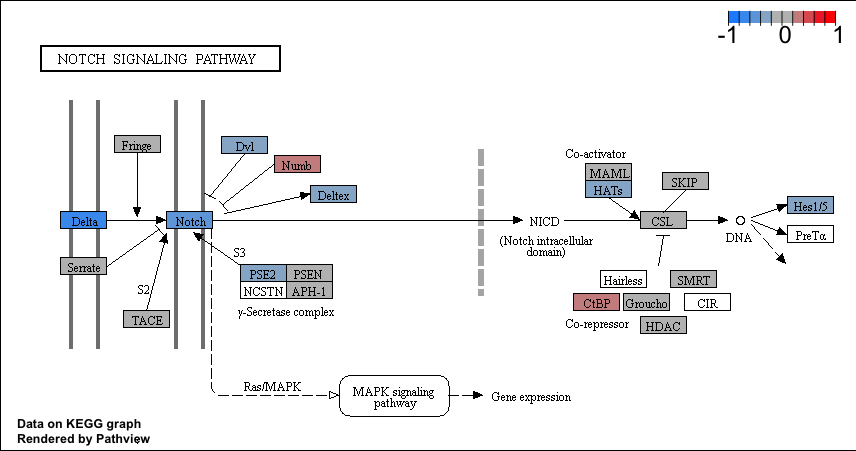 -1 0 1
NOTCH SIGNALING PATHWAY
Fringe
Dvl
Numb
Deltex
Delta
Notch
Serrate
S2
TACE
S3
PSE2 PSEN
NCSTN APH-1
γ-Secretase complex
NICD
(Notch intracellular
domain)
Co-activator
MAML
HATs
SKIP
CSL
DNA
Hes1/5
PreTα
Hairless
SMRT
CtBP
Groucho
CIR
Co-repressor
HDAC
Ras/MAPK
MAPK signaling
pathway
Gene expression
Data on KEGG graph
Rendered by Pathview